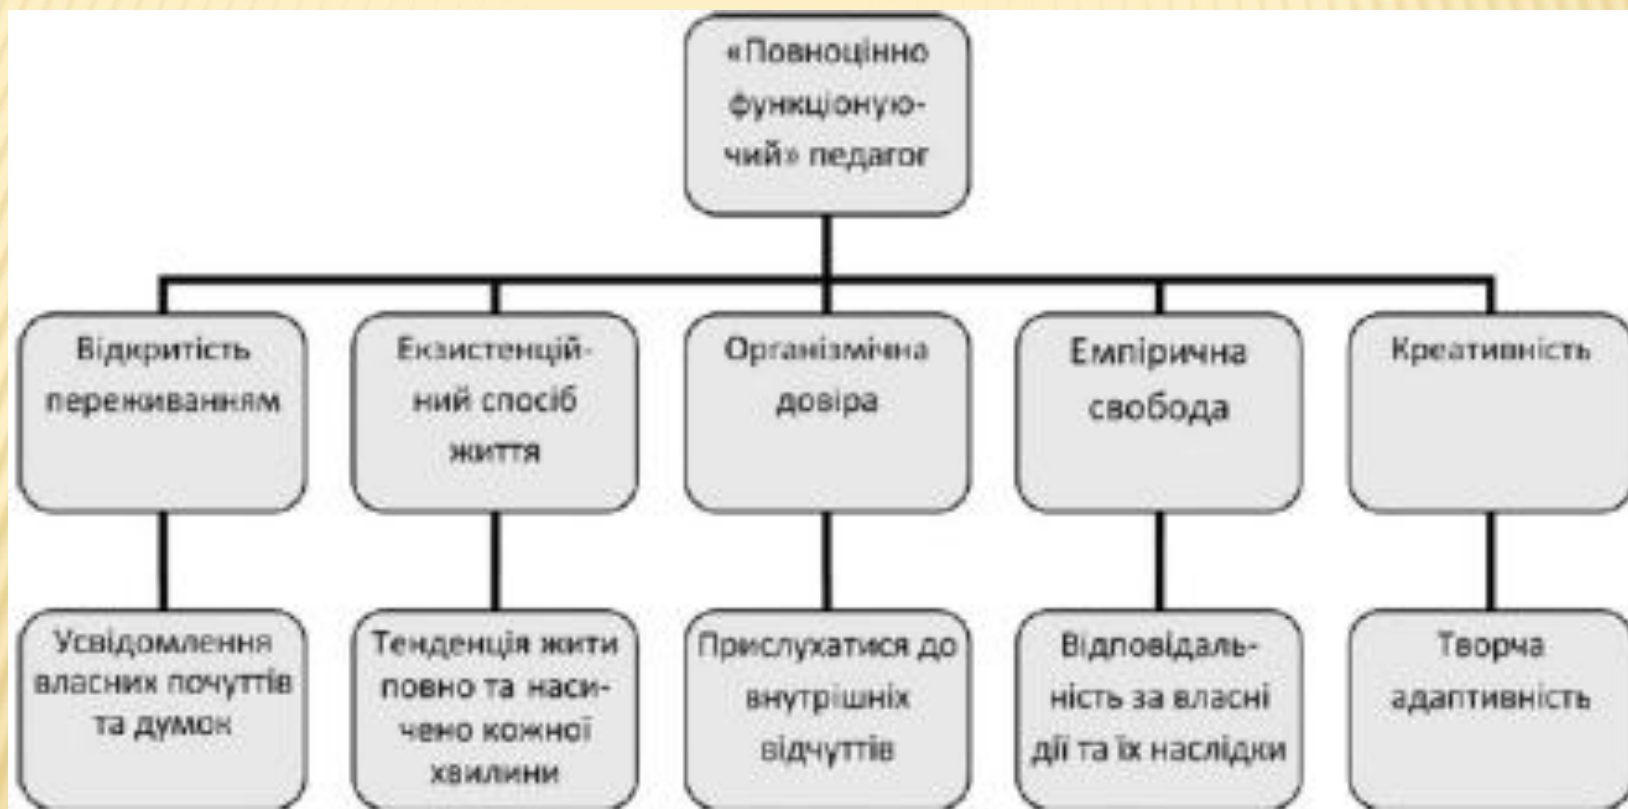 «Повноцінно
функціоную-
чий» педагог
Відкритість
переживанням
Екзистенцій-
ний спосіб
життя
Організмічна
довіра
Емпірична
свобода
Креативність
Усвідомлення
власних почуттів
та думок
Тенденція жити
повно та наси-
чено кожної
хвилини
Прислухатися до
внутрішніх
відчуттів
Відповідаль-
ність за власні
дії та їх наслідки
Творча
адаптивність